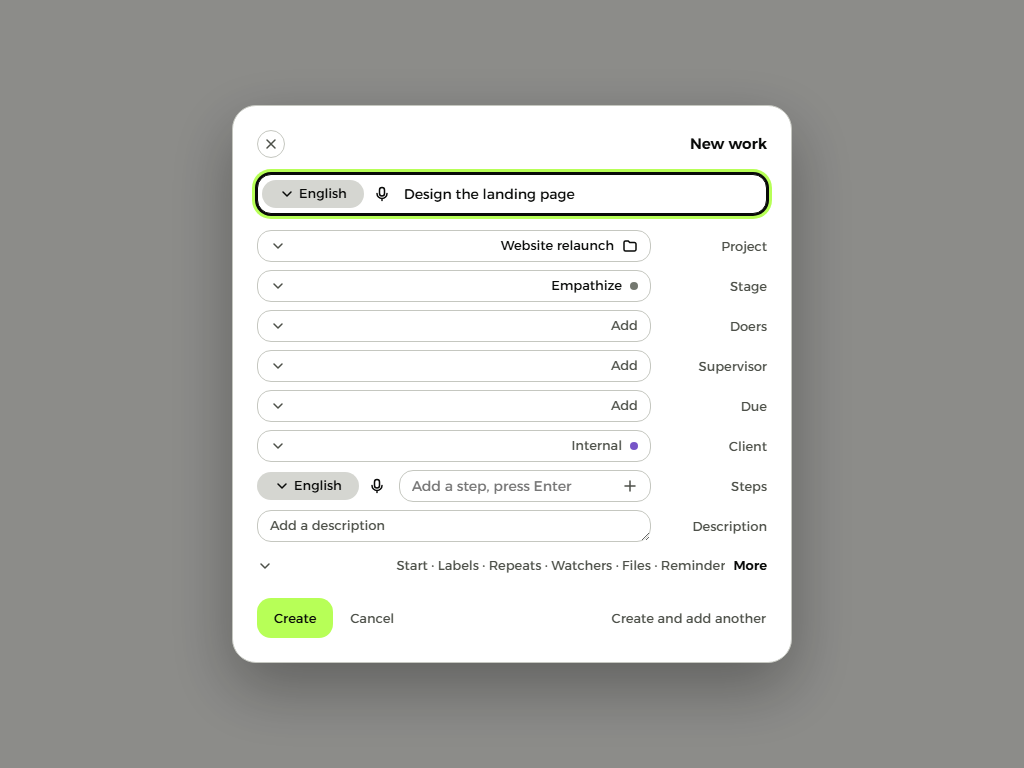 New work
English Design the landing page
Project Website relaunch
Stage Empathize
Doers Add
Supervisor Add
Due Add
Client Internal
Steps Add a step, press Enter English
Description Add a description
More Start · Labels · Repeats · Watchers · Files · Reminder
Create Cancel Create and add another